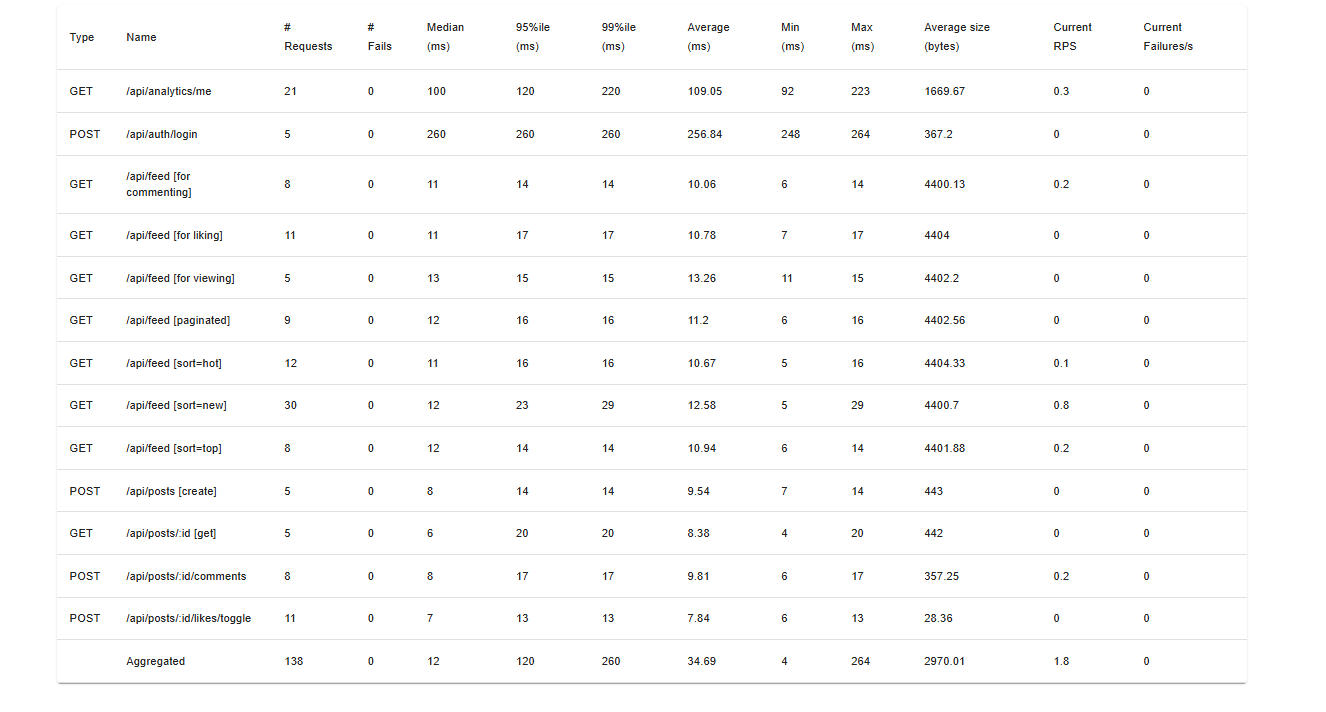 Type Name # Requests # Fails Median (ms) 95%ile (ms) 99%ile (ms) Average (ms) Min (ms) Max (ms) Average size (bytes) Current RPS Current Failures/s
GET /api/analytics/me 21 0 100 120 220 109.05 92 223 1669.67 0.3 0
POST /api/auth/login 5 0 260 260 260 256.84 248 264 367.2 0 0
GET /api/feed [for commenting] 8 0 11 14 14 10.06 6 14 4400.13 0.2 0
GET /api/feed [for liking] 11 0 11 17 17 10.78 7 17 4404 0 0
GET /api/feed [for viewing] 5 0 13 15 15 13.26 11 15 4402.2 0 0
GET /api/feed [paginated] 9 0 12 16 16 11.2 6 16 4402.56 0 0
GET /api/feed [sort=hot] 12 0 11 16 16 10.67 5 16 4404.33 0.1 0
GET /api/feed [sort=new] 30 0 12 23 29 12.58 5 29 4400.7 0.8 0
GET /api/feed [sort=top] 8 0 12 14 14 10.94 6 14 4401.88 0.2 0
POST /api/posts [create] 5 0 8 14 14 9.54 7 14 443 0 0
GET /api/posts/:id [get] 5 0 6 20 20 8.38 4 20 442 0 0
POST /api/posts/:id/comments 8 0 8 17 17 9.81 6 17 357.25 0.2 0
POST /api/posts/:id/likes/toggle 11 0 7 13 13 7.84 6 13 28.36 0 0
Aggregated 138 0 12 120 260 34.69 4 264 2970.01 1.8 0